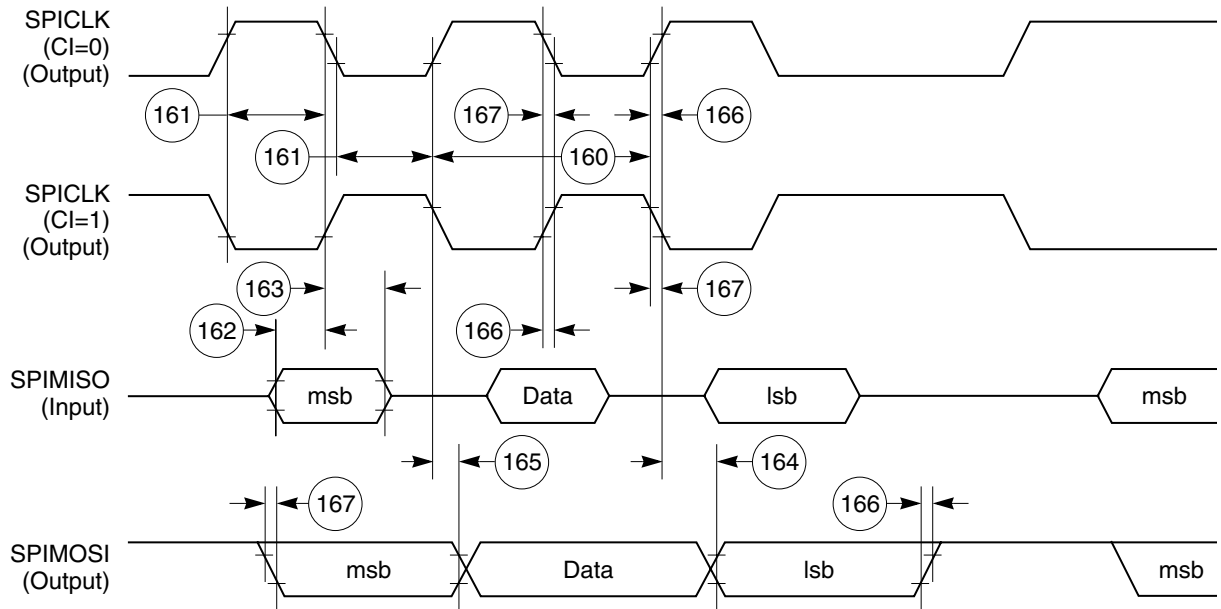 SPICLK
(CI=0)
(Output)
161
167
166
161
160
SPICLK
(CI=1)
(Output)
163
167
162
166
SPIMISO
(Input)
msb
Data
lsb
msb
165
164
167
166
SPIMOSI
(Output)
msb
Data
lsb
msb